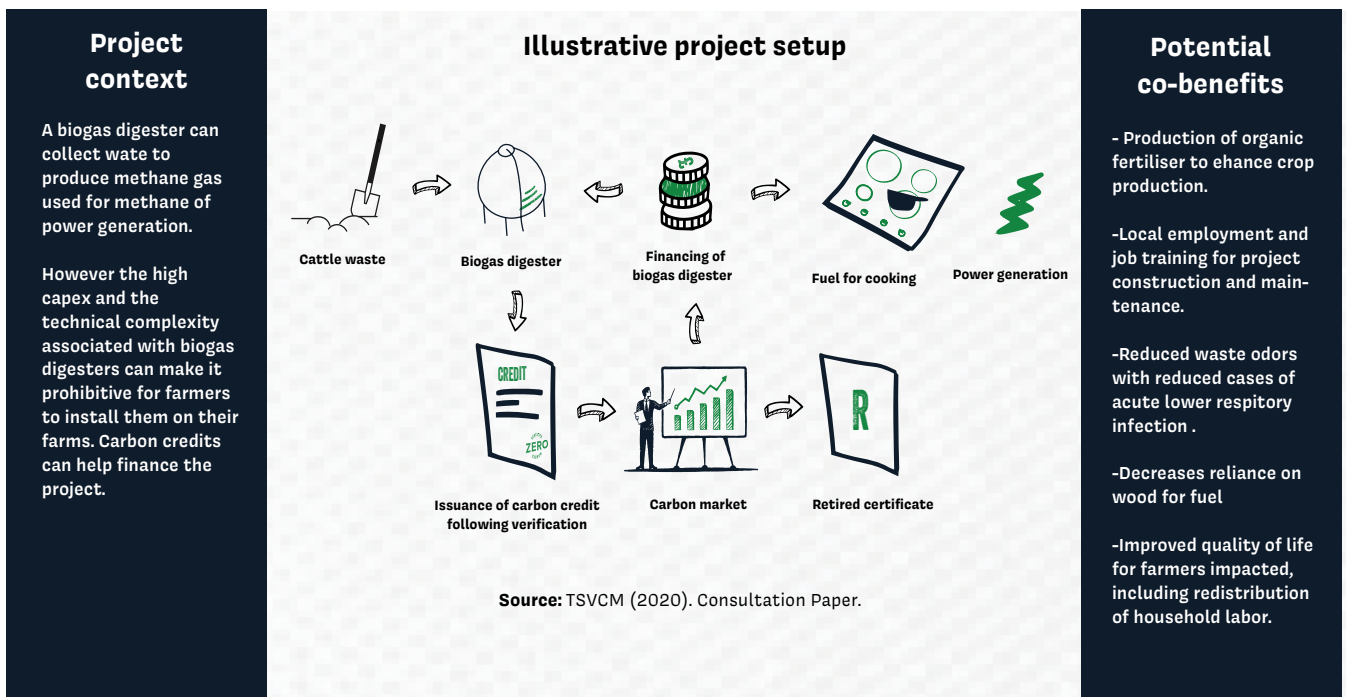 Project
context
A biogas digester can
collect wate to
produce methane gas
used for methane of
power generation.
However the high
capex and the
technical complexity
associated with biogas
digesters can make it
prohibitive for farmers
to install them on their
farms. Carbon credits
can help finance the
project.
Illustrative project setup
Cattle waste
Biogas digester
Financing of
biogas digester
Fuel for cooking
Power generation
CREDIT
ZERO
R
Issuance of carbon credit
following verification
Carbon market
Retired certificate
Source: TSVCM (2020). Consultation Paper.
Potential
co-benefits
- Production of organic
fertiliser to ehance crop
production.
-Local employment and
job training for project
construction and main-
tenance.
-Reduced waste odors
with reduced cases of
acute lower respitory
infection .
-Decreases reliance on
wood for fuel
-Improved quality of life
for farmers impacted,
including redistribution
of household labor.